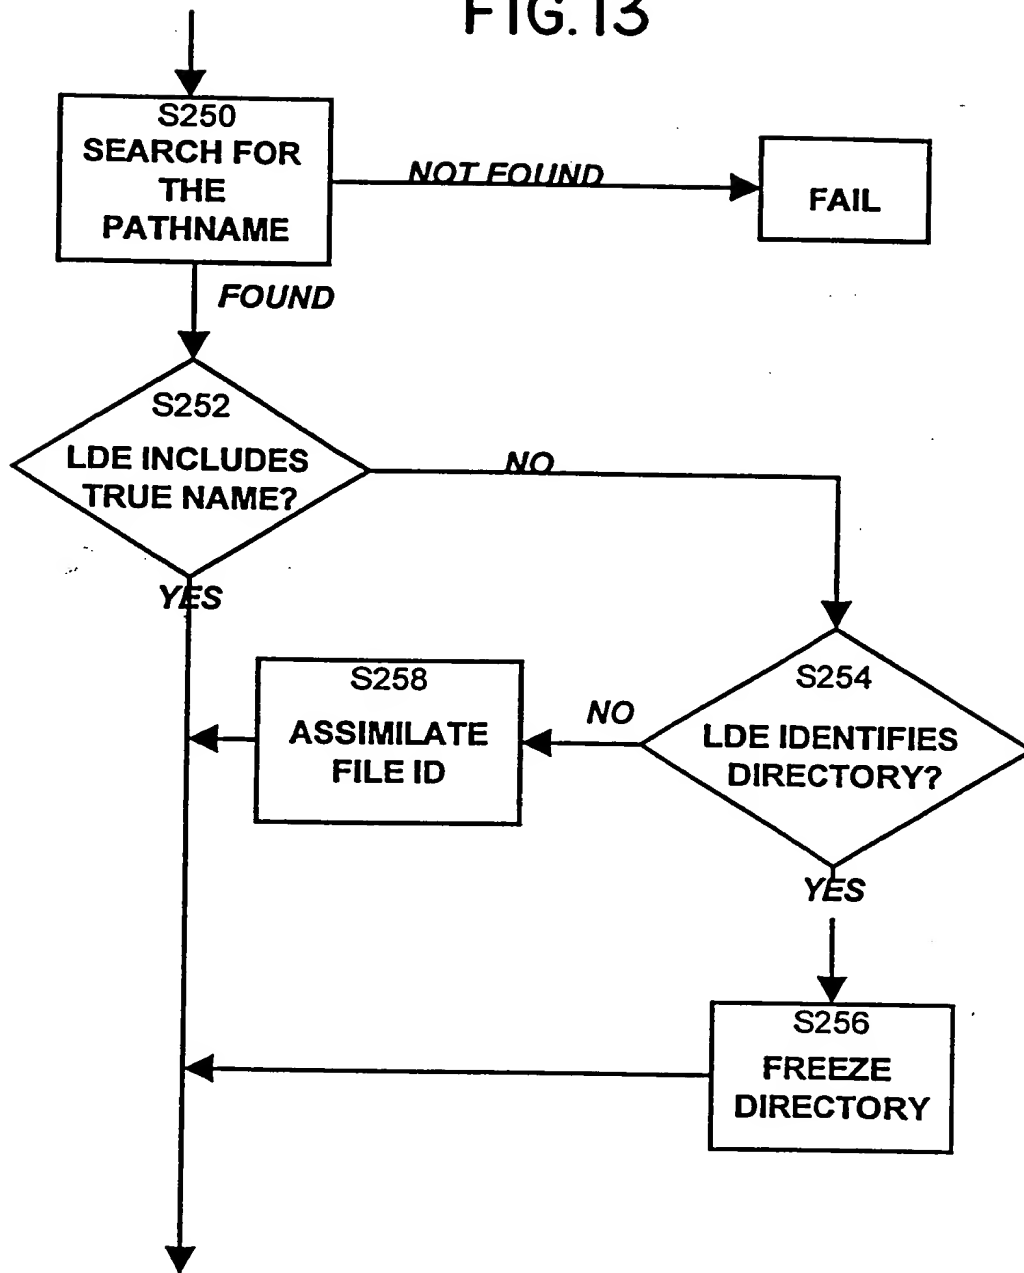 FIG. 13
S250
SEARCH FOR
THE
PATHNAME
NOT FOUND
FAIL
FOUND
S252
LDE INCLUDES
TRUE NAME?
NO
YES
S254
LDE IDENTIFIES
DIRECTORY?
NO
S258
ASSIMILATE
FILE ID
YES
S256
FREEZE
DIRECTORY